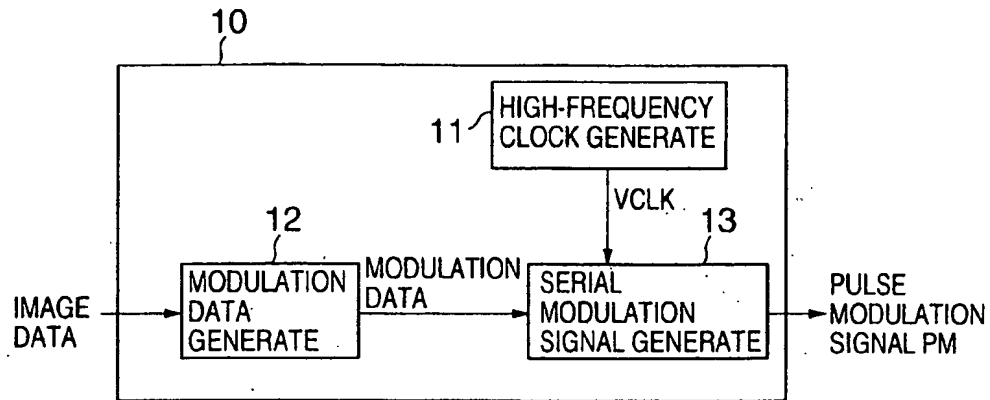 10
11
HIGH-FREQUENCY
CLOCK GENERATE
VCLK
12
13
IMAGE
DATA
MODULATION
DATA
GENERATE
MODULATION
DATA
SERIAL
MODULATION
SIGNAL GENERATE
PULSE
MODULATION
SIGNAL PM